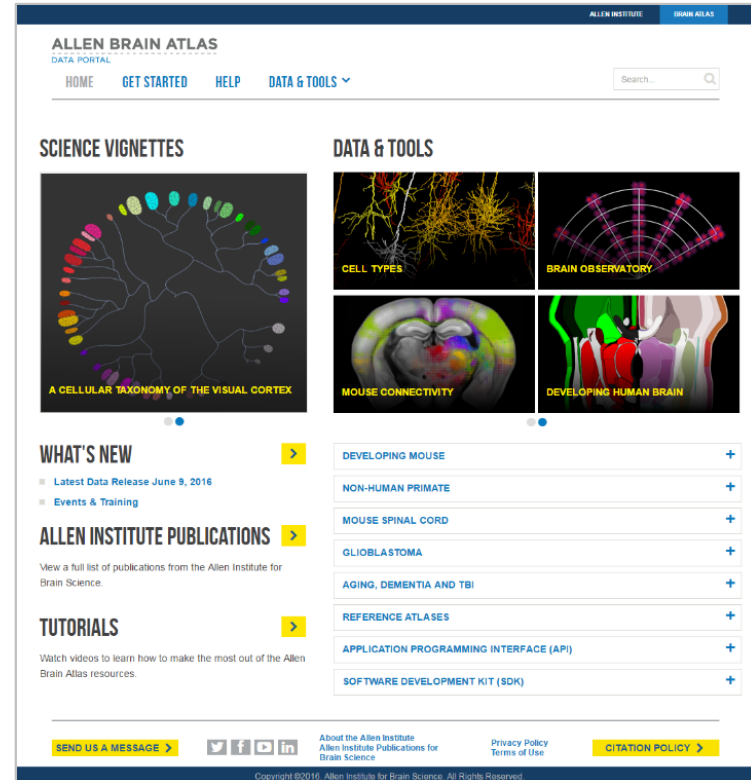 ALLEN INSTITUTE
BRAIN ATLAS
ALLEN BRAIN ATLAS
DATA PORTAL
HOME
GET STARTED
HELP
DATA & TOOLS
Search...
SCIENCE VIGNETTES
A CELLULAR TAXONOMY OF THE VISUAL CORTEX
DATA & TOOLS
CELL TYPES
BRAIN OBSERVATORY
MOUSE CONNECTIVITY
DEVELOPING HUMAN BRAIN
WHAT'S NEW
Latest Data Release June 9, 2016
Events & Training
ALLEN INSTITUTE PUBLICATIONS
View a full list of publications from the Allen Institute for
Brain Science.
TUTORIALS
Watch videos to learn how to make the most out of the Allen
Brain Atlas resources.
DEVELOPING MOUSE
NON-HUMAN PRIMATE
MOUSE SPINAL CORD
GLIOBLASTOMA
AGING, DEMENTIA AND TBI
REFERENCE ATLASES
APPLICATION PROGRAMMING INTERFACE (API)
SOFTWARE DEVELOPMENT KIT (SDK)
SEND US A MESSAGE
About the Allen Institute
Allen Institute Publications for
Brain Science
Privacy Policy
Terms of Use
CITATION POLICY
Copyright ©2016. Allen Institute for Brain Science. All Rights Reserved.